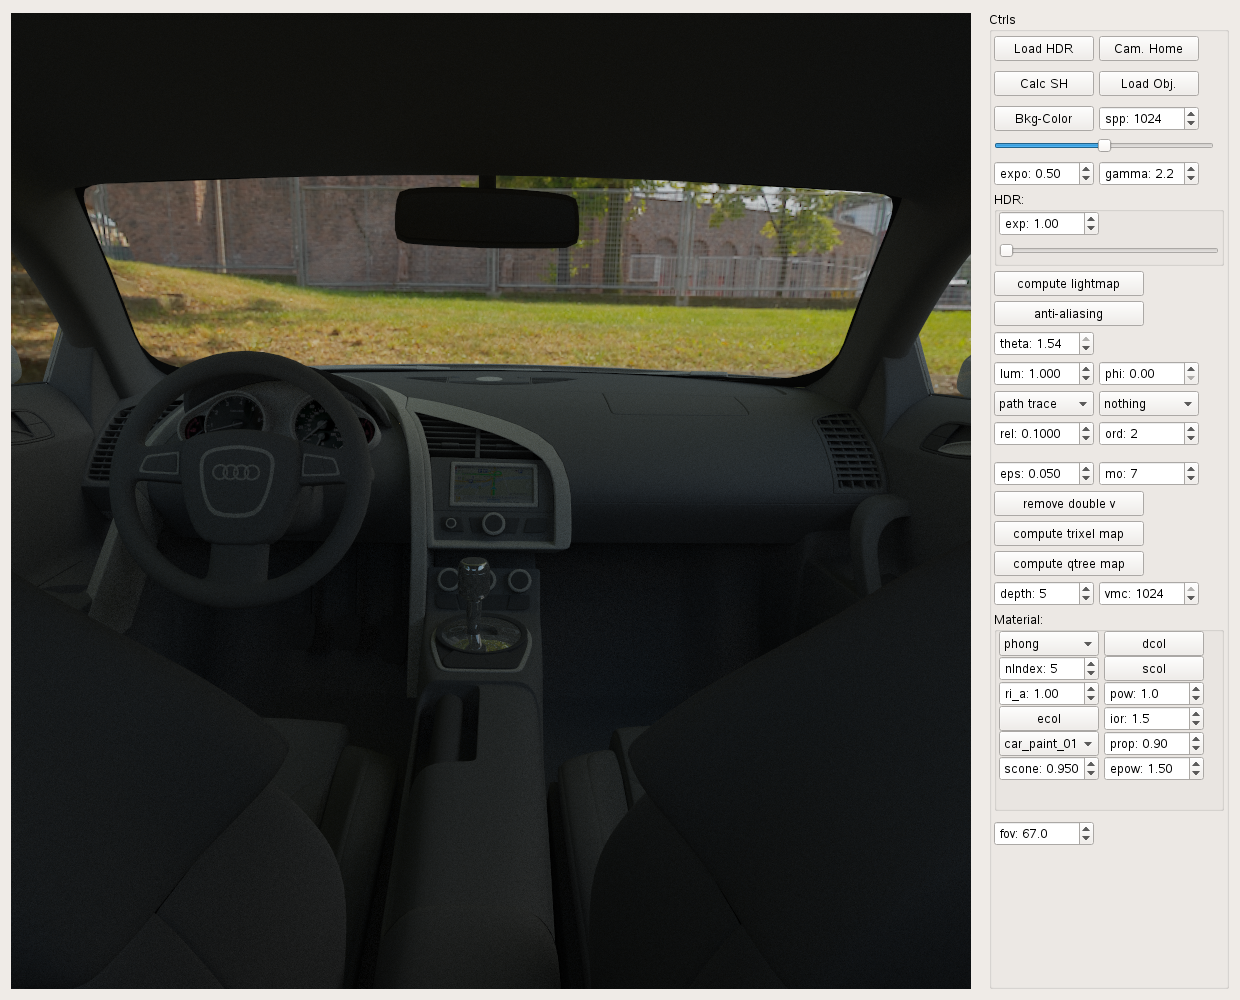 Ctrls
Load HDR Cam. Home
Calc SH Load Obj.
Bkg-Color spp: 1024
expo: 0.50 gamma: 2.2
HDR:
exp: 1.00
compute lightmap
anti-aliasing
theta: 1.54
lum: 1.000 phi: 0.00
path trace nothing
rel: 0.1000 ord: 2
eps: 0.050 mo: 7
remove double v
compute trixel map
compute qtree map
depth: 5 vmc: 1024
Material:
phong dcol
nIndex: 5 scol
ri_a: 1.00 pow: 1.0
ecol ior: 1.5
car_paint_01 prop: 0.90
scone: 0.950 epow: 1.50
fov: 67.0